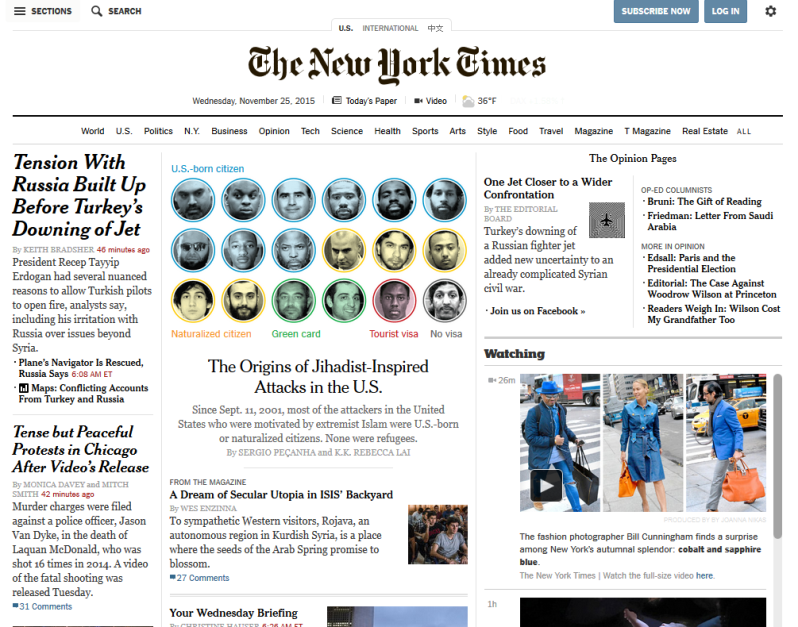 SECTIONS
SEARCH
SUBSCRIBE NOW
LOG IN
U.S. INTERNATIONAL 中文
The New York Times
Wednesday, November 25, 2015
Today's Paper
Video
36°F
World U.S. Politics N.Y. Business Opinion Tech Science Health Sports Arts Style Food Travel Magazine T Magazine Real Estate ALL
Tension With
Russia Built Up
Before Turkey's
Downing of Jet
By KEITH BRADSHER 46 minutes ago
President Recep Tayyip
Erdogan had several nuanced
reasons to allow Turkish pilots
to open fire, analysts say,
including his irritation with
Russia over issues beyond
Syria.
· Plane's Navigator Is Rescued,
Russia Says 6:08 AM ET
· Maps: Conflicting Accounts
From Turkey and Russia
Tense but Peaceful
Protests in Chicago
After Video's Release
By MONICA DAVEY and MITCH
SMITH 42 minutes ago
Murder charges were filed
against a police officer, Jason
Van Dyke, in the death of
Laquan McDonald, who was
shot 16 times in 2014. A video
of the fatal shooting was
released Tuesday.
31 Comments
U.S.-born citizen
Naturalized citizen
Green card
Tourist visa
No visa
The Origins of Jihadist-Inspired
Attacks in the U.S.
Since Sept. 11, 2001, most of the attackers in the United
States who were motivated by extremist Islam were U.S.-born
or naturalized citizens. None were refugees.
By SERGIO PEÇANHA and K.K. REBECCA LAI
FROM THE MAGAZINE
A Dream of Secular Utopia in ISIS' Backyard
By WES ENZINNA
To sympathetic Western visitors, Rojava, an
autonomous region in Kurdish Syria, is a place
where the seeds of the Arab Spring promise to
blossom.
27 Comments
Your Wednesday Briefing
By CHRISTINE HAUSER 6:26 AM ET
The Opinion Pages
One Jet Closer to a Wider
Confrontation
By THE EDITORIAL
BOARD
Turkey's downing of
a Russian fighter jet
added new uncertainty to an
already complicated Syrian
civil war.
· Join us on Facebook »
OP-ED COLUMNISTS
· Bruni: The Gift of Reading
· Friedman: Letter From Saudi
Arabia
MORE IN OPINION
· Edsall: Paris and the
Presidential Election
· Editorial: The Case Against
Woodrow Wilson at Princeton
· Readers Weigh In: Wilson Cost
My Grandfather Too
Watching
26m
PRODUCED BY BY JOANNA NIKAS
The fashion photographer Bill Cunningham finds a surprise
among New York's autumnal splendor: cobalt and sapphire
blue.
The New York Times | Watch the full-size video here.
1h